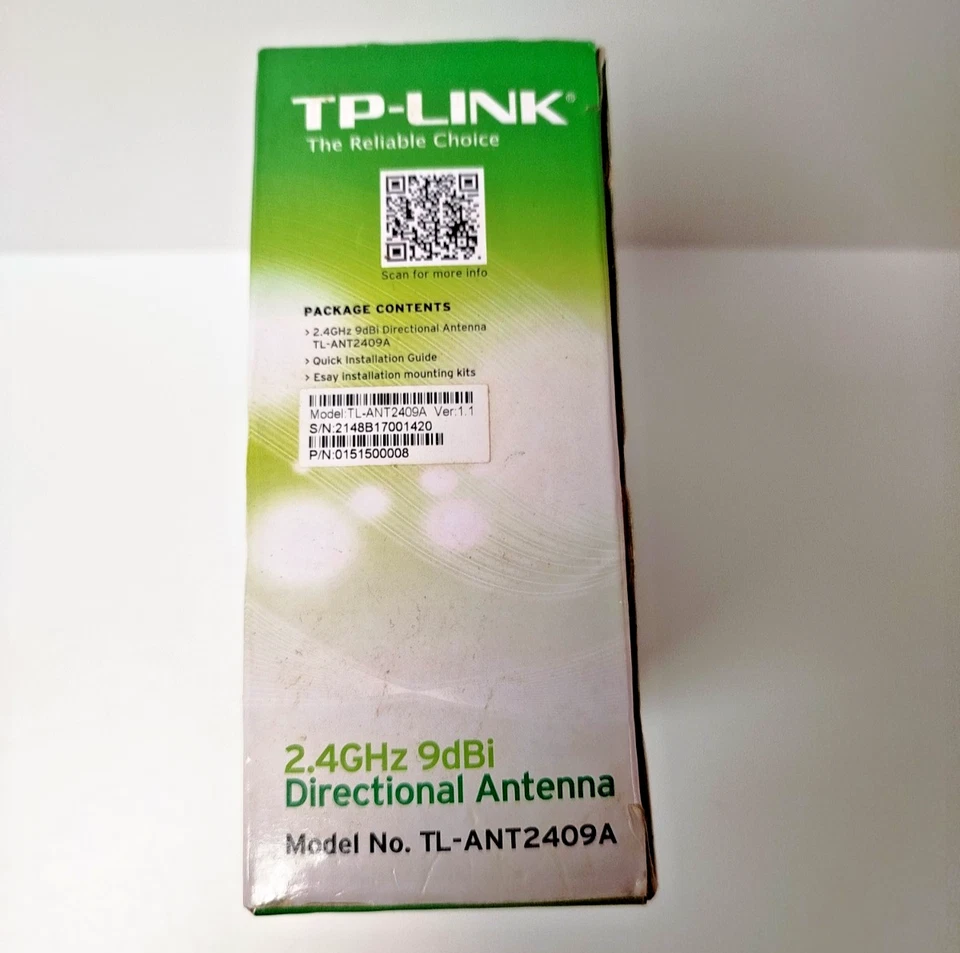 TP-LINK®
The Reliable Choice
Scan for more info
PACKAGE CONTENTS
> 2.4GHz 9dBi Directional Antenna
TL-ANT2409A
> Quick Installation Guide
> Esay installation mounting kits
Model:TL-ANT2409A Ver:1.1
S/N:2148B17001420
P/N:0151500008
2.4GHz 9dBi
Directional Antenna
Model No. TL-ANT2409A